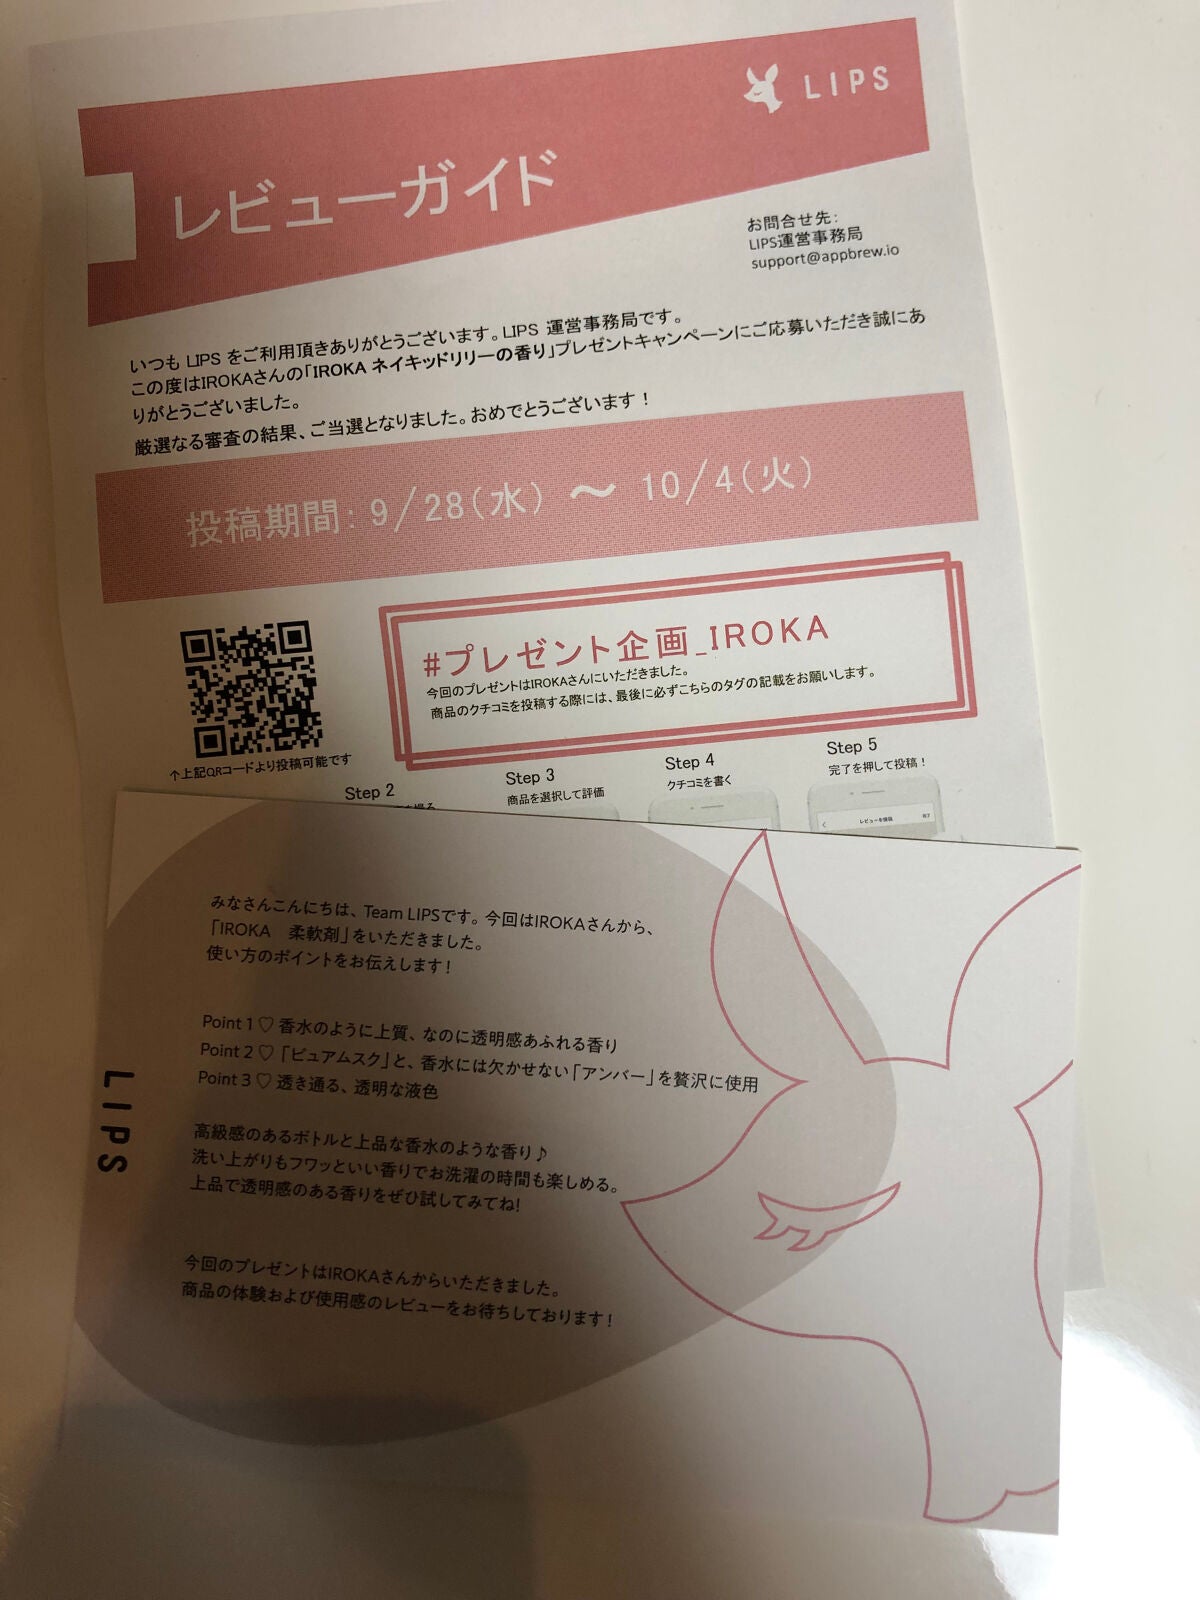 LIPS
レビューガイド
お問合せ先：
LIPS運営事務局
support@appbrew.io
いつも LIPS をご利用頂きありがとうございます。LIPS 運営事務局です。
この度はIROKAさんの「IROKA ネイキッドリリーの香り」プレゼントキャンペーンにご応募いただき誠にあ
りがとうございました。
厳選なる審査の結果、ご当選となりました。おめでとうございます！
投稿期間：9/28（水） ～ 10/4（火）
#プレゼント企画_IROKA
今回のプレゼントはIROKAさんにいただきました。
商品のクチコミを投稿する際には、最後に必ずこちらのタグの記載をお願いします。
↑上記QRコードより投稿可能です
Step 2
Step 3
商品を選択して評価
Step 4
クチコミを書く
Step 5
完了を押して投稿！
レビューを投稿
みなさんこんにちは、Team LIPSです。今回はIROKAさんから、
「IROKA　柔軟剤」をいただきました。
使い方のポイントをお伝えします！
Point 1♡ 香水のように上質、なのに透明感あふれる香り
Point 2♡「ピュアムスク」と、香水には欠かせない「アンバー」を贅沢に使用
Point 3♡ 透き通る、透明な液色
高級感のあるボトルと上品な香水のような香り♪
洗い上がりもフワッといい香りでお洗濯の時間も楽しめる。
上品で透明感のある香りをぜひ試してみてね!
今回のプレゼントはIROKAさんからいただきました。
商品の体験および使用感のレビューをお待ちしております！
LIPS